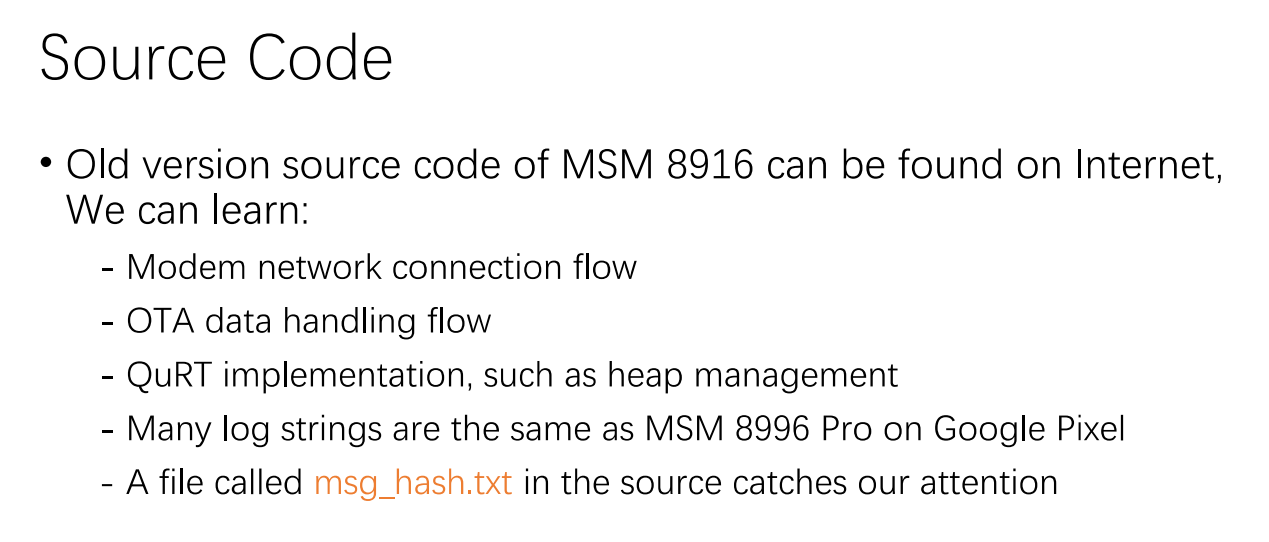 Source Code
• Old version source code of MSM 8916 can be found on Internet,
We can learn:
- Modem network connection flow
- OTA data handling flow
- QuRT implementation, such as heap management
- Many log strings are the same as MSM 8996 Pro on Google Pixel
- A file called msg_hash.txt in the source catches our attention